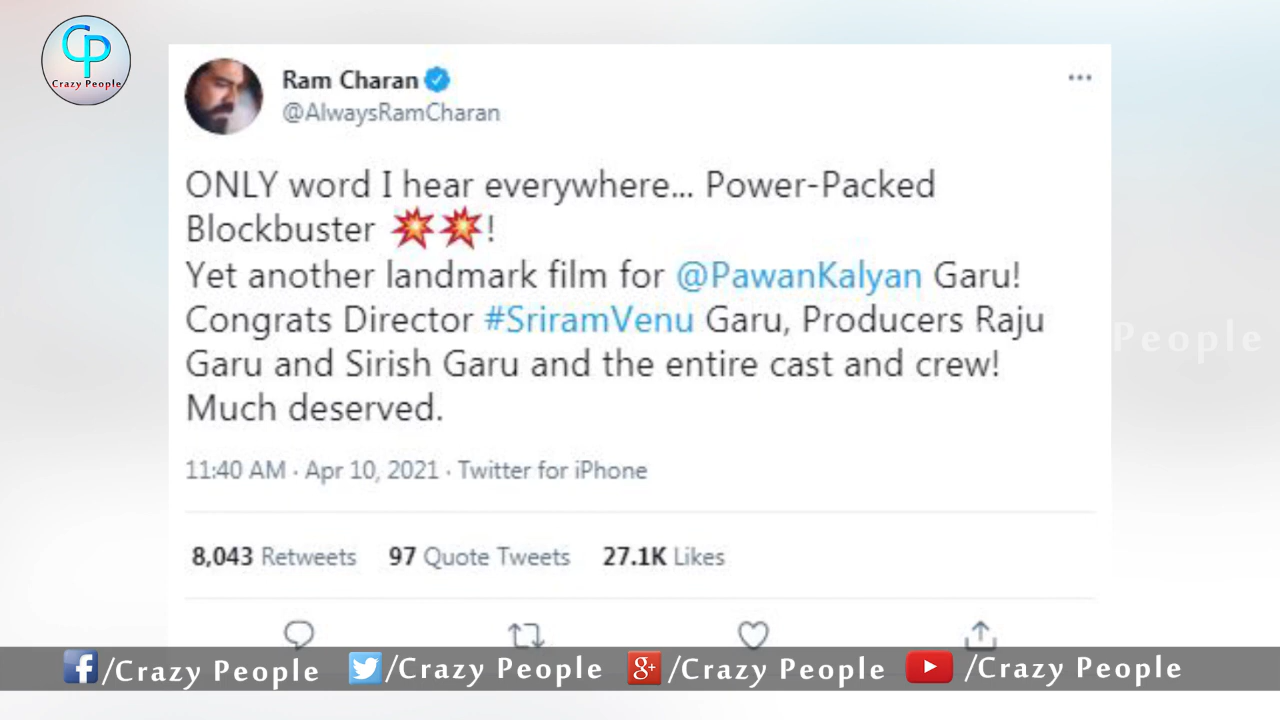 CP
Crazy People
Ram Charan
@AlwaysRamCharan
ONLY word I hear everywhere... Power-Packed
Blockbuster 💥💥!
Yet another landmark film for @PawanKalyan Garu!
Congrats Director #SriramVenu Garu, Producers Raju
Garu and Sirish Garu and the entire cast and crew!
Much deserved.
People
11:40 AM · Apr 10, 2021 · Twitter for iPhone
8,043 Retweets 97 Quote Tweets 27.1K Likes
f /Crazy People /Crazy People g+ /Crazy People /Crazy People